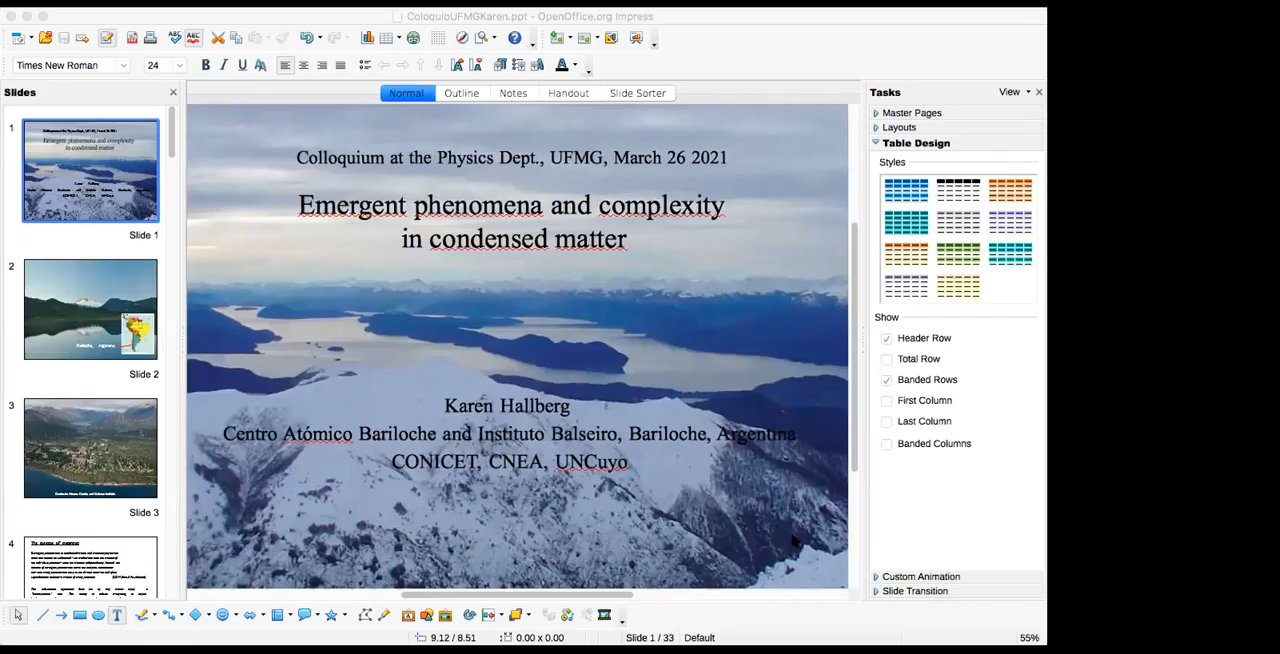 ColoquioUFMGKaren.ppt - OpenOffice.org Impress
Times New Roman
24
Slides
Normal
Outline
Notes
Handout
Slide Sorter
Tasks
View
Master Pages
Layouts
Table Design
Styles
Show
Header Row
Total Row
Banded Rows
First Column
Last Column
Banded Columns
Custom Animation
Slide Transition
1
Slide 1
2
Slide 2
3
Slide 3
4
Colloquium at the Physics Dept., UFMG, March 26 2021
Emergent phenomena and complexity
in condensed matter
Karen Hallberg
Centro Atómico Bariloche and Instituto Balseiro, Bariloche, Argentina
CONICET, CNEA, UNCuyo
9.12 / 8.51
0.00 x 0.00
Slide 1 / 33
Default
55%